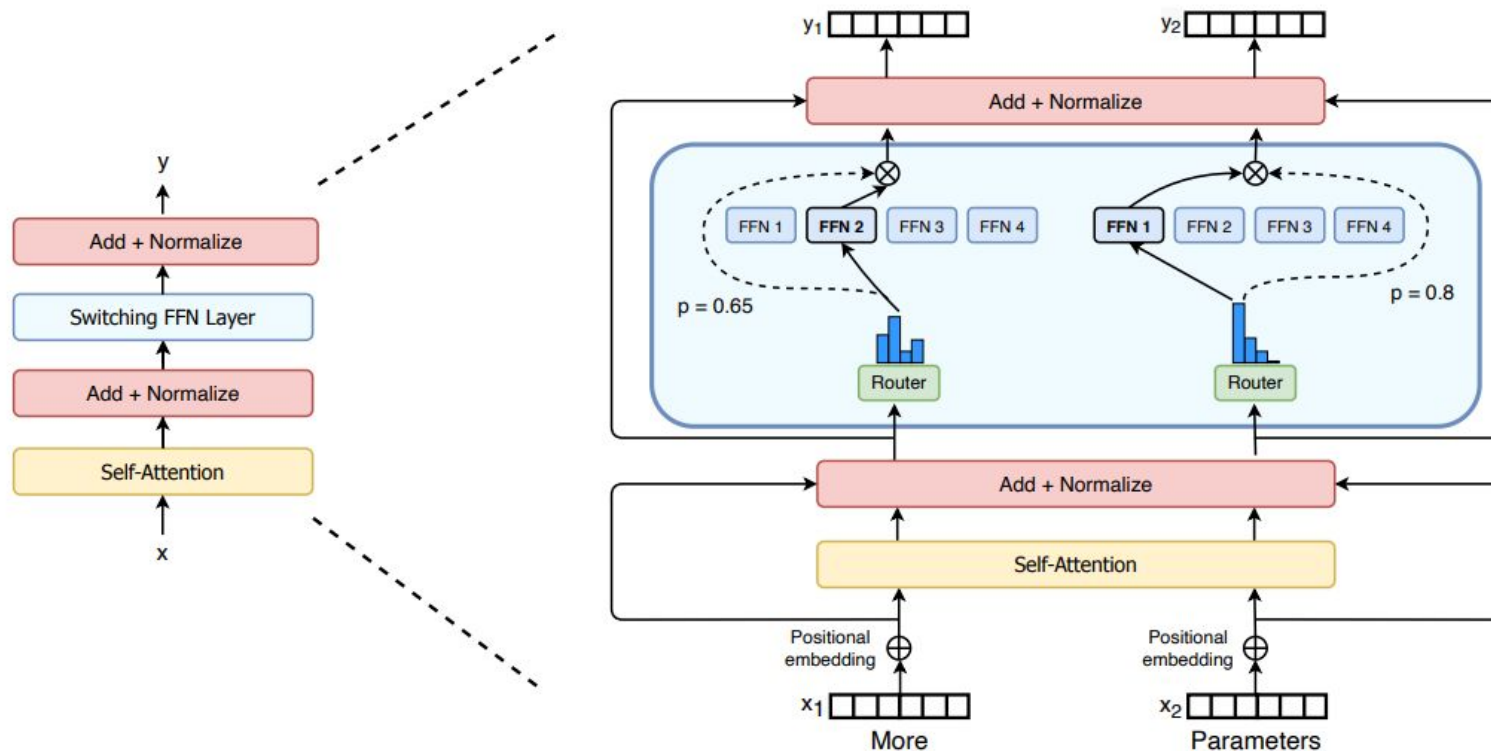 y
Add + Normalize
Switching FFN Layer
Add + Normalize
Self-Attention
x
y1
y2
Add + Normalize
FFN 1
FFN 2
FFN 3
FFN 4
FFN 1
FFN 2
FFN 3
FFN 4
p = 0.65
p = 0.8
Router
Router
Add + Normalize
Self-Attention
Positional
embedding
Positional
embedding
x1
x2
More
Parameters